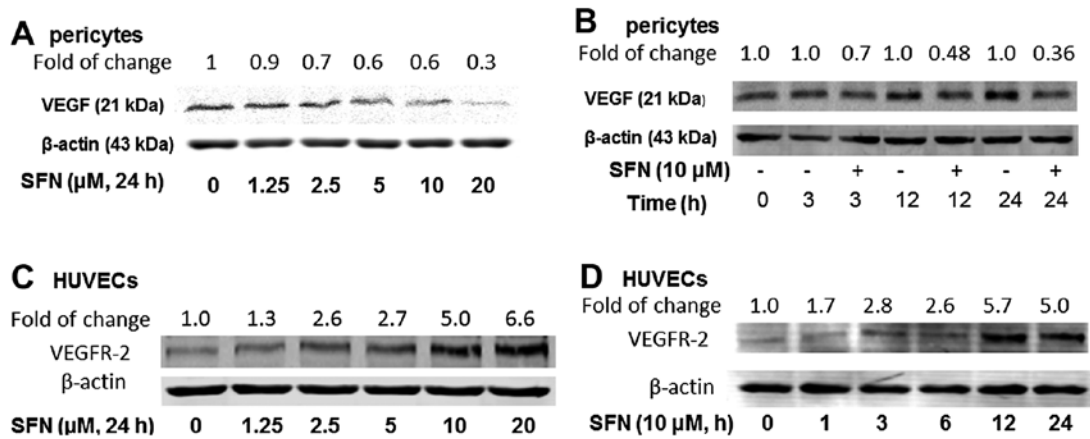 A pericytes
Fold of change 1 0.9 0.7 0.6 0.6 0.3
VEGF (21 kDa)
β-actin (43 kDa)
SFN (μM, 24 h) 0 1.25 2.5 5 10 20
B pericytes
Fold of change 1.0 1.0 0.7 1.0 0.48 1.0 0.36
VEGF (21 kDa)
β-actin (43 kDa)
SFN (10 μM) - - + - + - +
Time (h) 0 3 3 12 12 24 24
C HUVECs
Fold of change 1.0 1.3 2.6 2.7 5.0 6.6
VEGFR-2
β-actin
SFN (μM, 24 h) 0 1.25 2.5 5 10 20
D HUVECs
Fold of change 1.0 1.7 2.8 2.6 5.7 5.0
VEGFR-2
β-actin
SFN (10 μM, h) 0 1 3 6 12 24